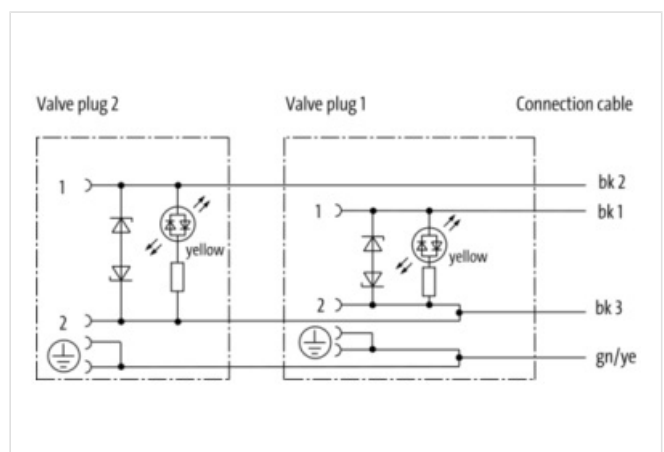 Valve plug 2
Valve plug 1
Connection cable
1
bk 2
1
bk 1
yellow
yellow
2
bk 3
2
gn/ye